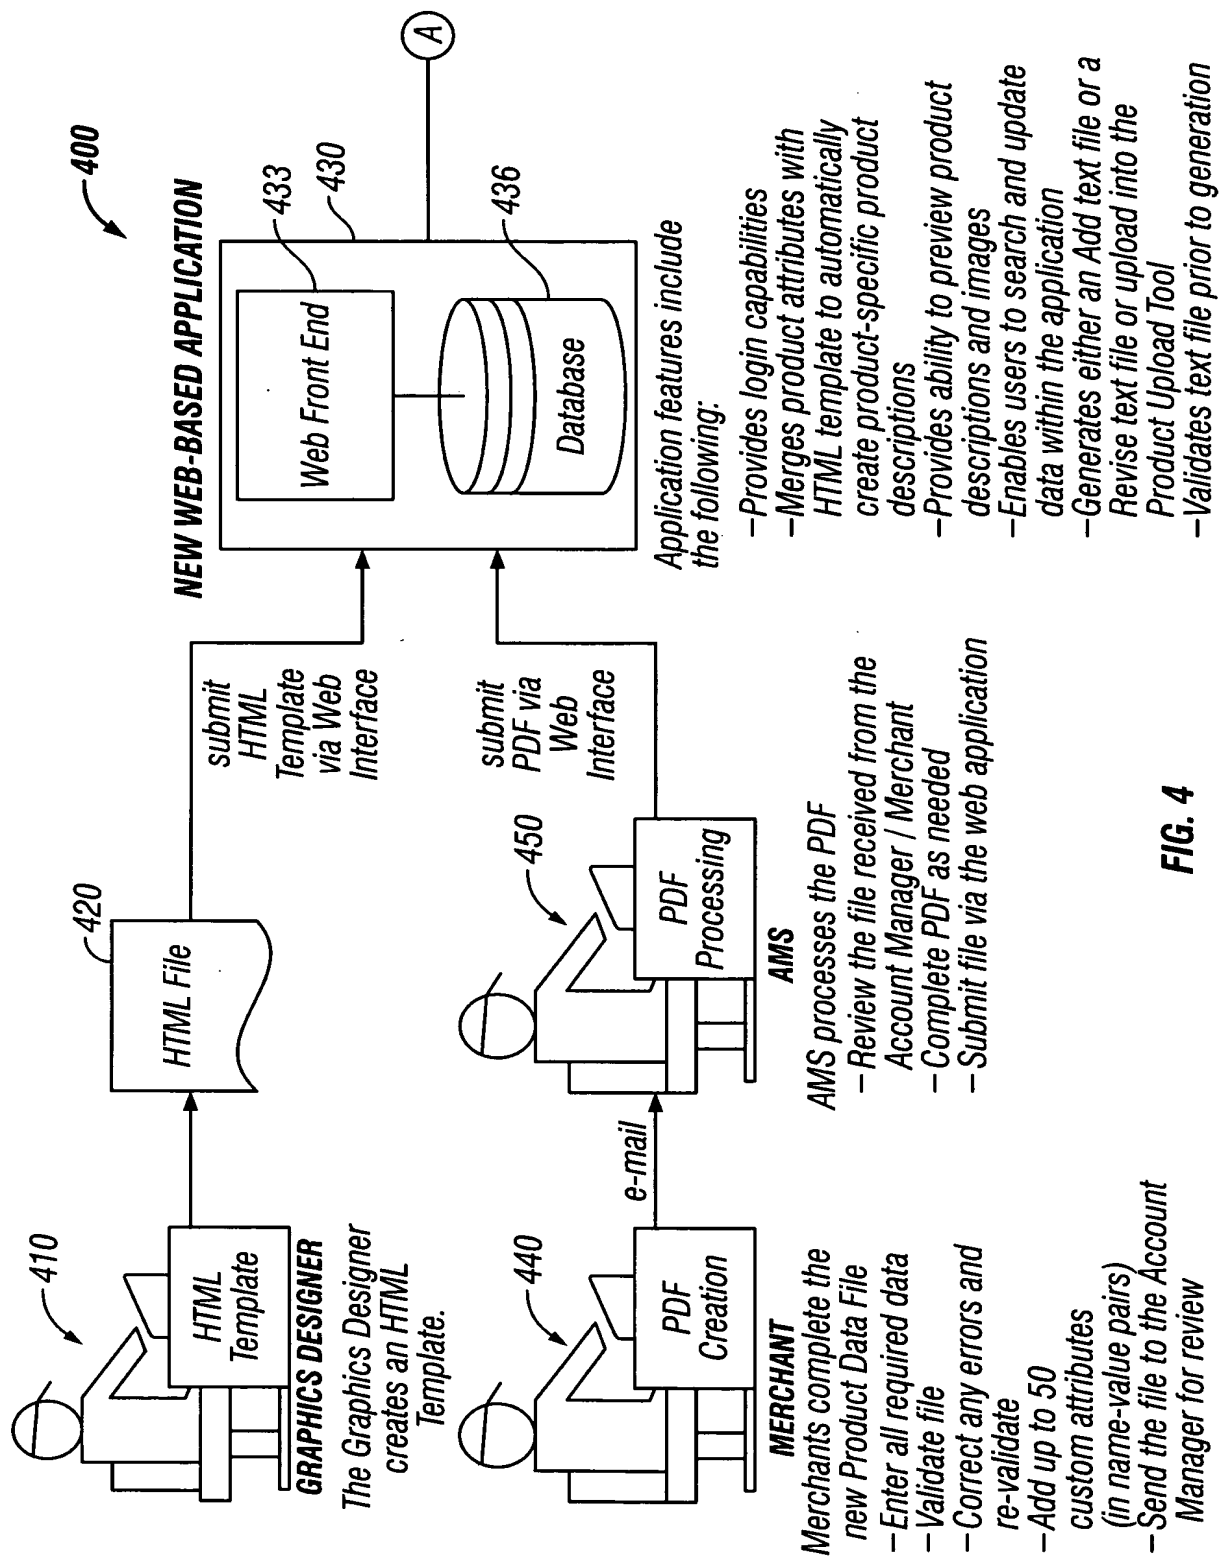 400
NEW WEB-BASED APPLICATION
433
430
Web Front End
436
Database
A
410
HTML
Template
GRAPHICS DESIGNER
The Graphics Designer
creates an HTML
Template.
420
HTML File
submit
HTML
Template
via Web
Interface
440
PDF
Creation
MERCHANT
Merchants complete the
new Product Data File
–Enter all required data
–Validate file
–Correct any errors and
re-validate
–Add up to 50
custom attributes
(in name-value pairs)
–Send the file to the Account
Manager for review
e-mail
450
PDF
Processing
AMS
AMS processes the PDF
–Review the file received from the
Account Manager / Merchant
–Complete PDF as needed
–Submit file via the web application
submit
PDF via
Web
Interface
Application features include
the following:
–Provides login capabilities
–Merges product attributes with
HTML template to automatically
create product-specific product
descriptions
–Provides ability to preview product
descriptions and images
–Enables users to search and update
data within the application
–Generates either an Add text file or a
Revise text file or upload into the
Product Upload Tool
–Validates text file prior to generation
FIG. 4